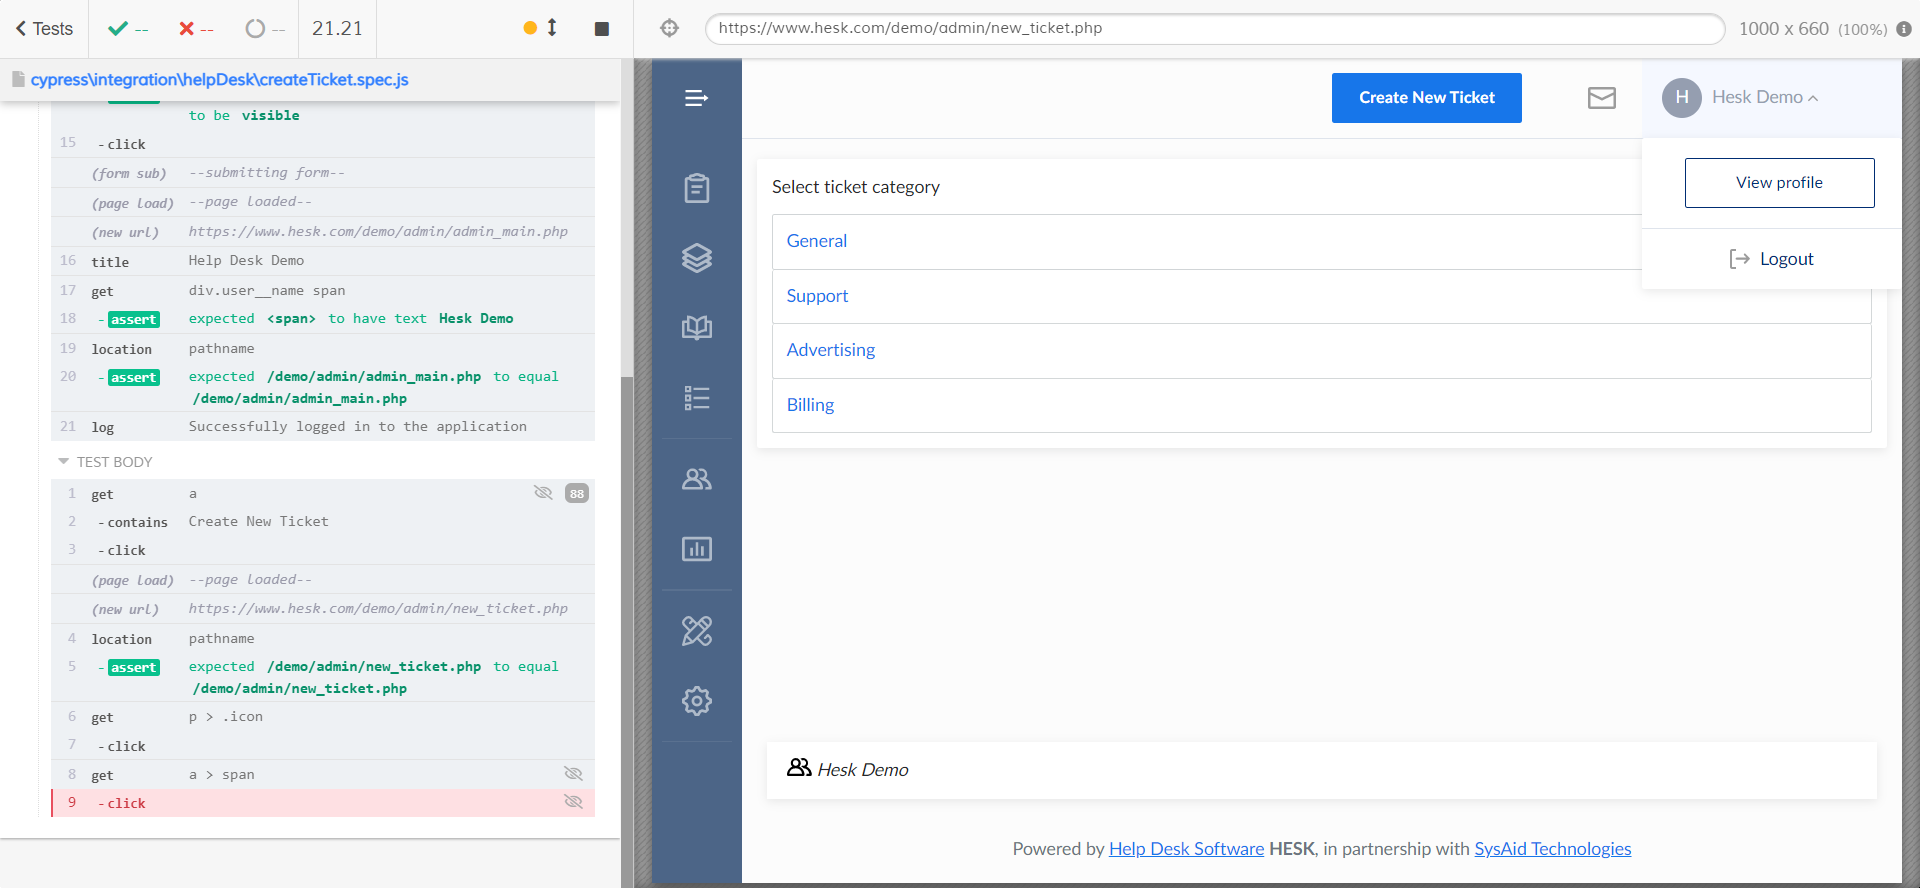 Tests
--
--
--
21.21
https://www.hesk.com/demo/admin/new_ticket.php
1000 x 660 (100%)
cypress\integration\helpDesk\createTicket.spec.js
to be visible
15 -click
(form sub) --submitting form--
(page load) --page loaded--
(new url) https://www.hesk.com/demo/admin/admin_main.php
16 title Help Desk Demo
17 get div.user__name span
18 -assert expected <span> to have text Hesk Demo
19 location pathname
20 -assert expected /demo/admin/admin_main.php to equal
/demo/admin/admin_main.php
21 log Successfully logged in to the application
TEST BODY
1 get a 88
2 -contains Create New Ticket
3 -click
(page load) --page loaded--
(new url) https://www.hesk.com/demo/admin/new_ticket.php
4 location pathname
5 -assert expected /demo/admin/new_ticket.php to equal
/demo/admin/new_ticket.php
6 get p > .icon
7 -click
8 get a > span
9 -click
Create New Ticket
H Hesk Demo
View profile
Logout
Select ticket category
General
Support
Advertising
Billing
Hesk Demo
Powered by Help Desk Software HESK, in partnership with SysAid Technologies